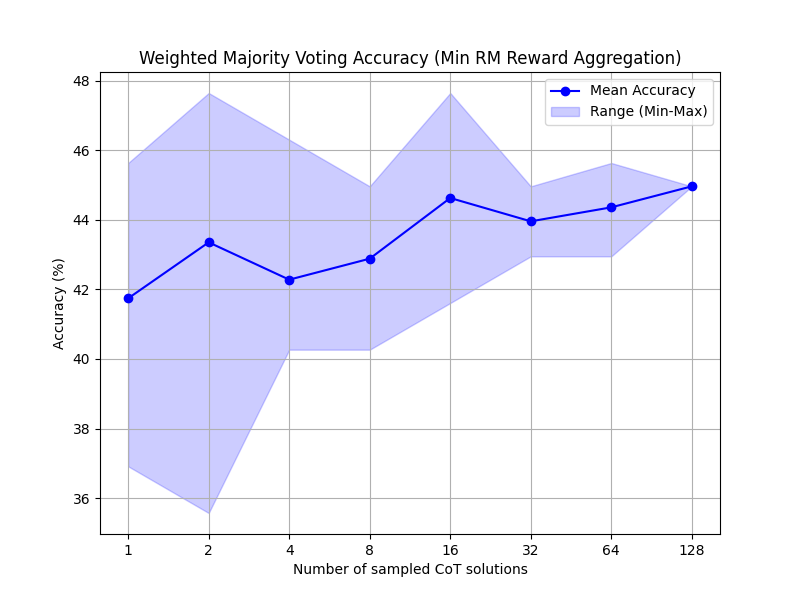 Weighted Majority Voting Accuracy (Min RM Reward Aggregation)
Mean Accuracy
Range (Min-Max)
Accuracy (%)
48
46
44
42
40
38
36
1 2 4 8 16 32 64 128
Number of sampled CoT solutions